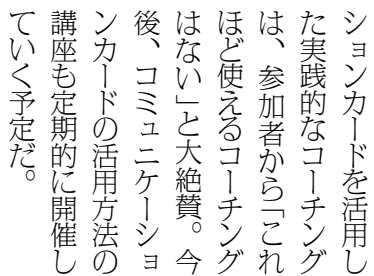 ションカードを活用し
た実践的なコーチング
は、参加者から「これ
ほど使えるコーチング
はない」と大絶賛。今
後、コミュニケーショ
ンカードの活用方法の
講座も定期的に開催し
ていく予定だ。